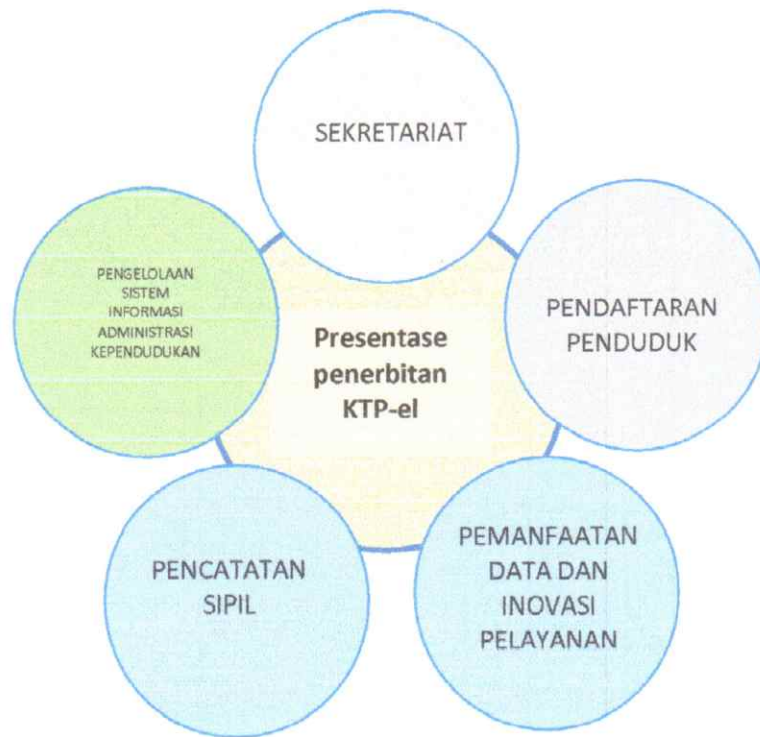 SEKRETARIAT
PENGELOLAAN
SISTEM
INFORMASI
ADMINISTRASI
KEPENDUDUKAN
Presentase
penerbitan
KTP-el
PENDAFTARAN
PENDUDUK
PENCATATAN
SIPIL
PEMANFAATAN
DATA DAN
INOVASI
PELAYANAN